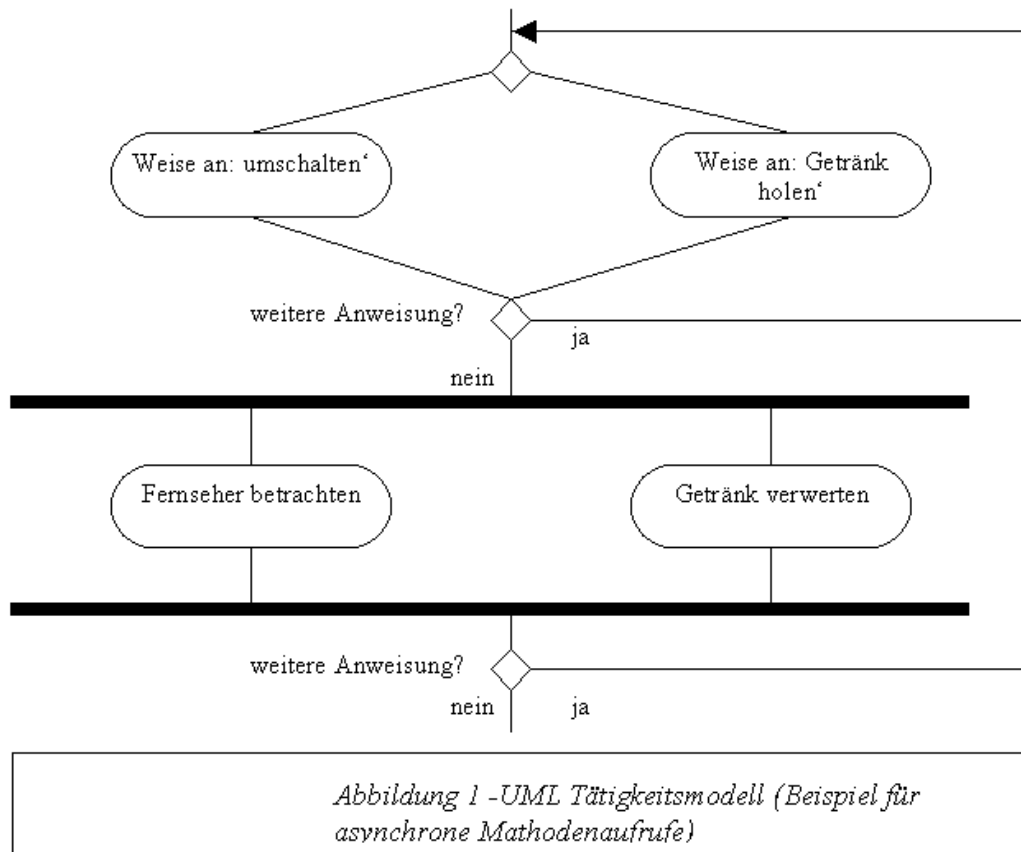 Weise an: umschalten‘
Weise an: Getränk
holen‘
weitere Anweisung?
ja
nein
Fernseher betrachten
Getränk verwerten
weitere Anweisung?
nein
ja
Abbildung 1 -UML Tätigkeitsmodell (Beispiel für
asynchrone Mathodenaufrufe)